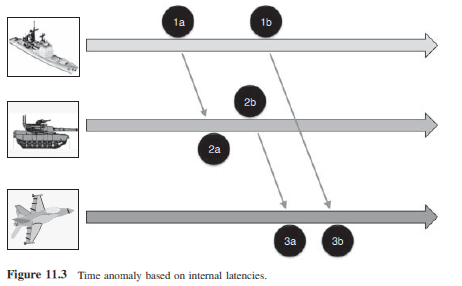 1a 1b
2b
2a
3a 3b
Figure 11.3 Time anomaly based on internal latencies.